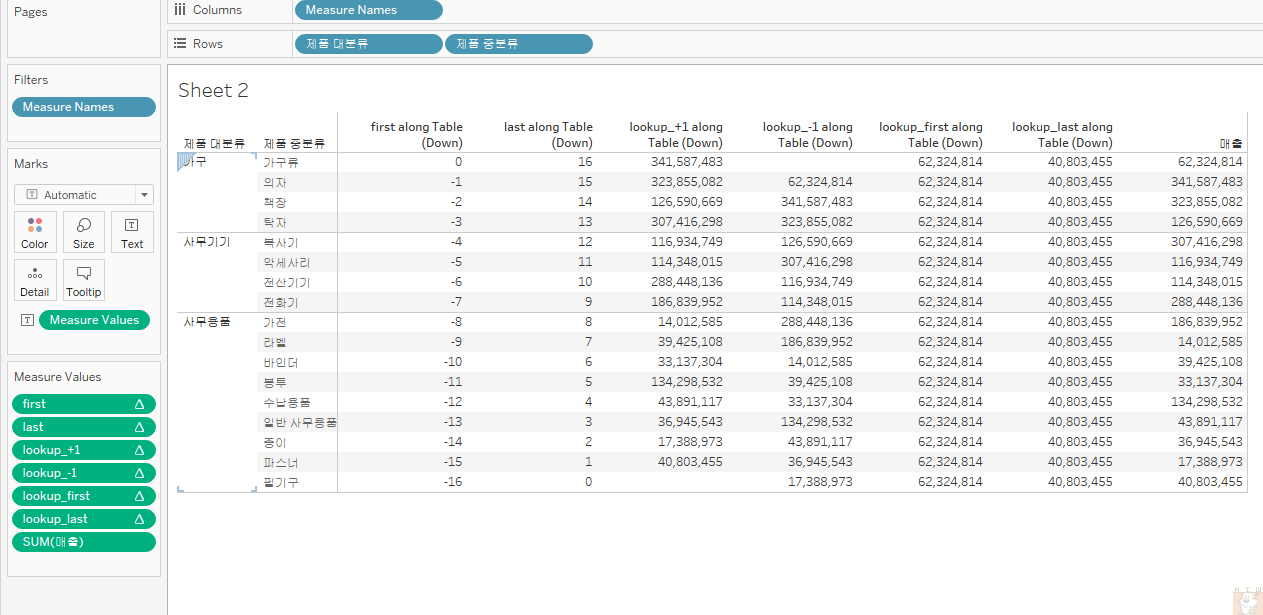 Pages
Columns Measure Names
Rows 제품 대분류 제품 중분류
Filters
Measure Names
Marks
Automatic
Color Size Text
Detail Tooltip
Measure Values
Measure Values
first
last
lookup_+1
lookup_-1
lookup_first
lookup_last
SUM(매출)
Sheet 2
first along Table last along Table lookup_+1 along lookup_-1 along lookup_first along lookup_last along
제품 대분류 제품 중분류 (Down) (Down) Table (Down) Table (Down) Table (Down) Table (Down) 매출
가구 가구류 0 16 341,587,483 62,324,814 40,803,455 62,324,814
의자 -1 15 323,855,082 62,324,814 62,324,814 40,803,455 341,587,483
책장 -2 14 126,590,669 341,587,483 62,324,814 40,803,455 323,855,082
탁자 -3 13 307,416,298 323,855,082 62,324,814 40,803,455 126,590,669
사무기기 복사기 -4 12 116,934,749 126,590,669 62,324,814 40,803,455 307,416,298
악세사리 -5 11 114,348,015 307,416,298 62,324,814 40,803,455 116,934,749
전산기기 -6 10 288,448,136 116,934,749 62,324,814 40,803,455 114,348,015
전화기 -7 9 186,839,952 114,348,015 62,324,814 40,803,455 288,448,136
사무용품 가전 -8 8 14,012,585 288,448,136 62,324,814 40,803,455 186,839,952
라벨 -9 7 39,425,108 186,839,952 62,324,814 40,803,455 14,012,585
바인더 -10 6 33,137,304 14,012,585 62,324,814 40,803,455 39,425,108
봉투 -11 5 134,298,532 39,425,108 62,324,814 40,803,455 33,137,304
수납용품 -12 4 43,891,117 33,137,304 62,324,814 40,803,455 134,298,532
일반 사무용품 -13 3 36,945,543 134,298,532 62,324,814 40,803,455 43,891,117
종이 -14 2 17,388,973 43,891,117 62,324,814 40,803,455 36,945,543
파스너 -15 1 40,803,455 36,945,543 62,324,814 40,803,455 17,388,973
필기구 -16 0 17,388,973 62,324,814 40,803,455 40,803,455